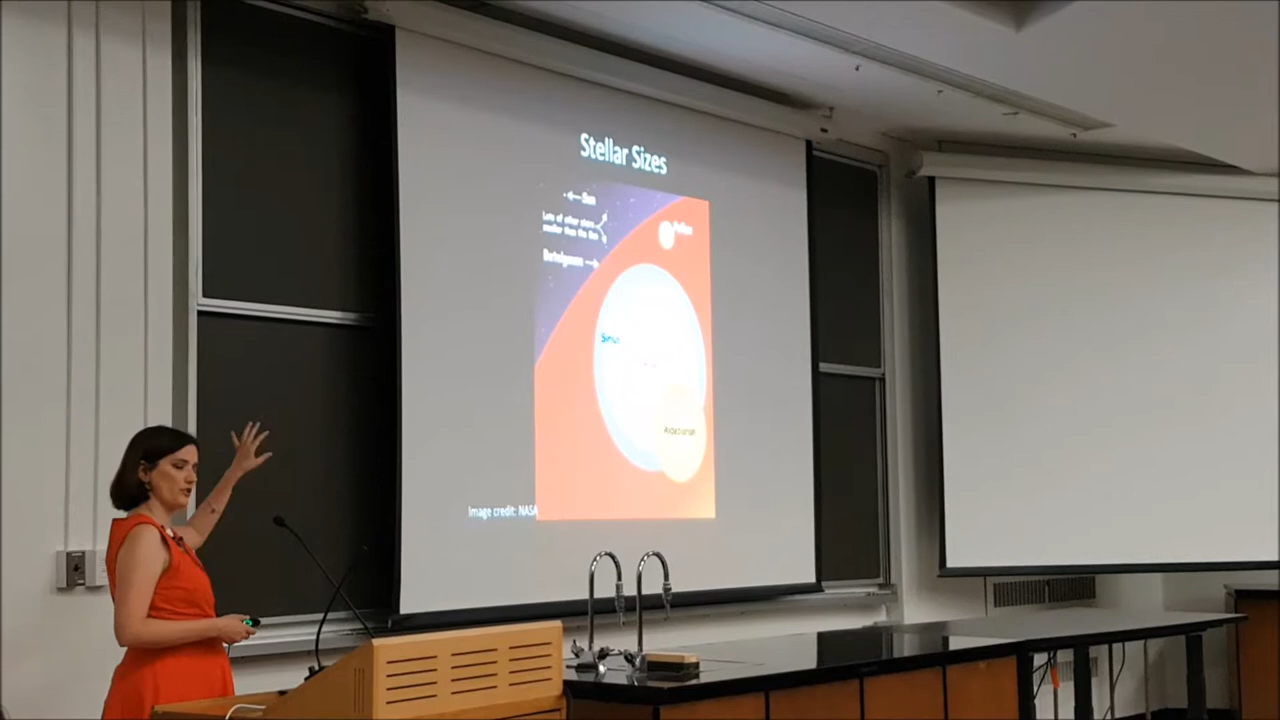 Stellar Sizes
Sun
Lots of other stars
smaller than the Sun
Pollux
Betelgeuse
Sirius
Aldebaran
Image credit: NASA